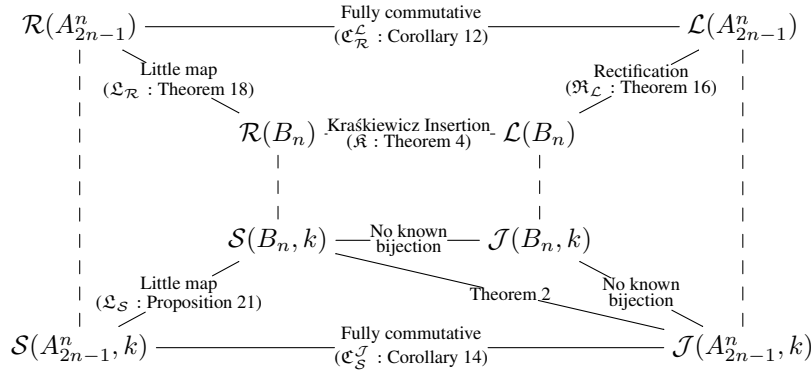 Fully commutative
R(A^n_{2n−1}) L(A^n_{2n−1})
(ℭ^L_R : Corollary 12)
Little map Rectification
(𝔏_R : Theorem 18) (ℜ_L : Theorem 16)
Kraśkiewicz Insertion
R(B_n) L(B_n)
(𝔎 : Theorem 4)
No known
S(B_n, k) J(B_n, k)
bijection
Little map No known
(𝔏_S : Proposition 21) Theorem 2 bijection
Fully commutative
S(A^n_{2n−1}, k) J(A^n_{2n−1}, k)
(ℭ^J_S : Corollary 14)